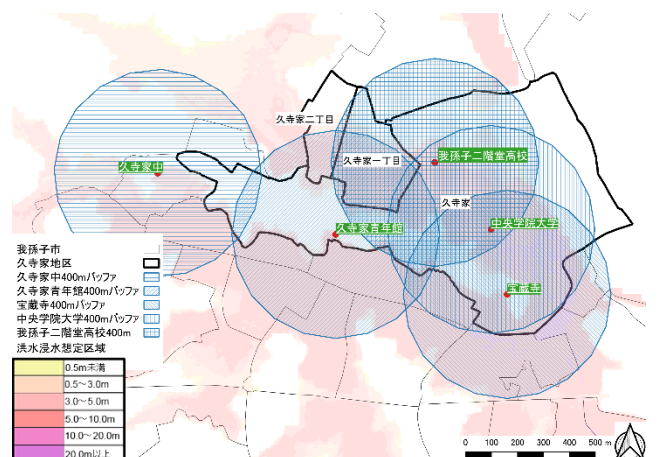 久寺家二丁目
久寺家中
久寺家一丁目
我孫子二階堂高校
久寺家
久寺家青年館
中央学院大学
宝蔵寺
我孫子市
久寺家地区
久寺家中400mバッファ
久寺家青年館400mバッファ
宝蔵寺400mバッファ
中央学院大学400mバッファ
我孫子二階堂高校400m
洪水浸水想定区域
0.5m未満
0.5～3.0m
3.0～5.0m
5.0～10.0m
10.0～20.0m
20.0m以上
0 100 200 300 400 500 m